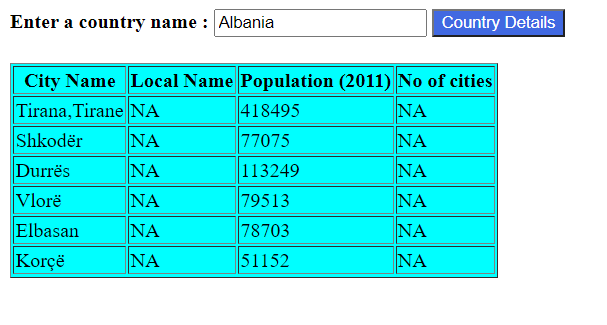 Enter a country name : Albania Country Details
City Name Local Name Population (2011) No of cities
Tirana,Tirane NA 418495 NA
Shkodër NA 77075 NA
Durrës NA 113249 NA
Vlorë NA 79513 NA
Elbasan NA 78703 NA
Korçë NA 51152 NA